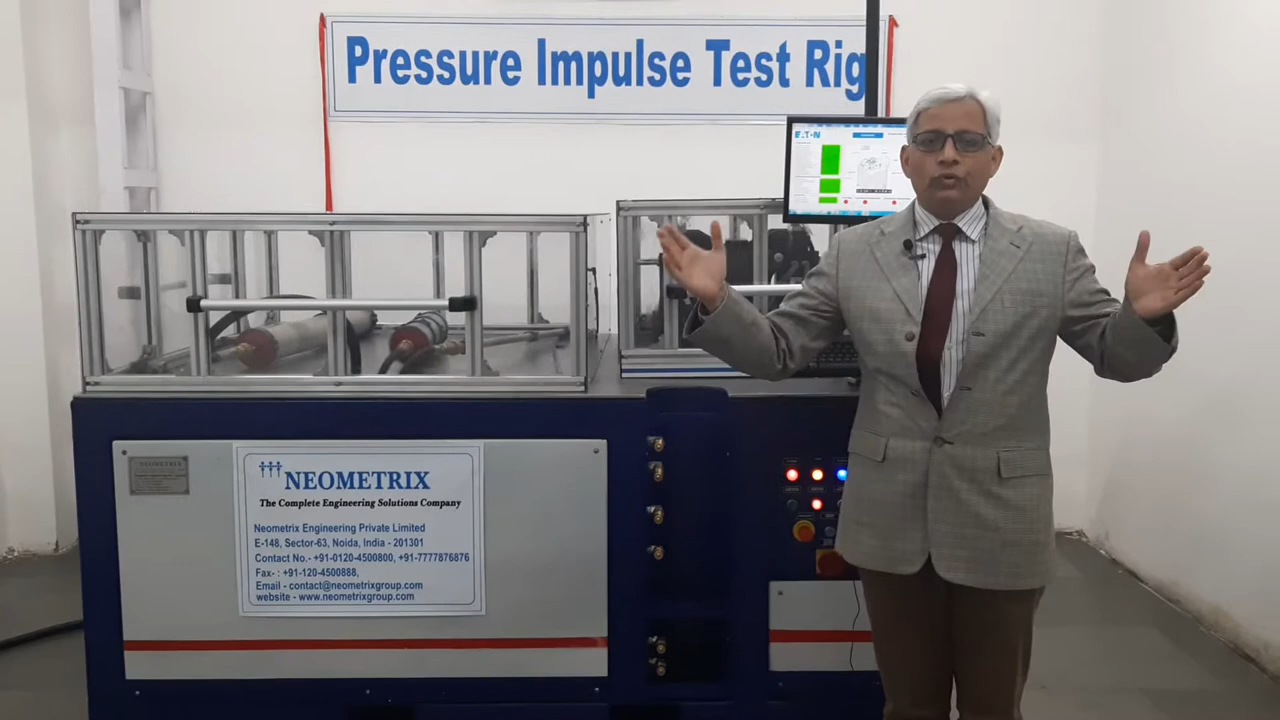 Pressure Impulse Test Rig
E·T·N
NEOMETRIX
NEOMETRIX
The Complete Engineering Solutions Company
Neometrix Engineering Private Limited
E-148, Sector-63, Noida, India - 201301
Contact No.- +91-0120-4500800, +91-7777876876
Fax- : +91-120-4500888,
Email - contact@neometrixgroup.com
website - www.neometrixgroup.com